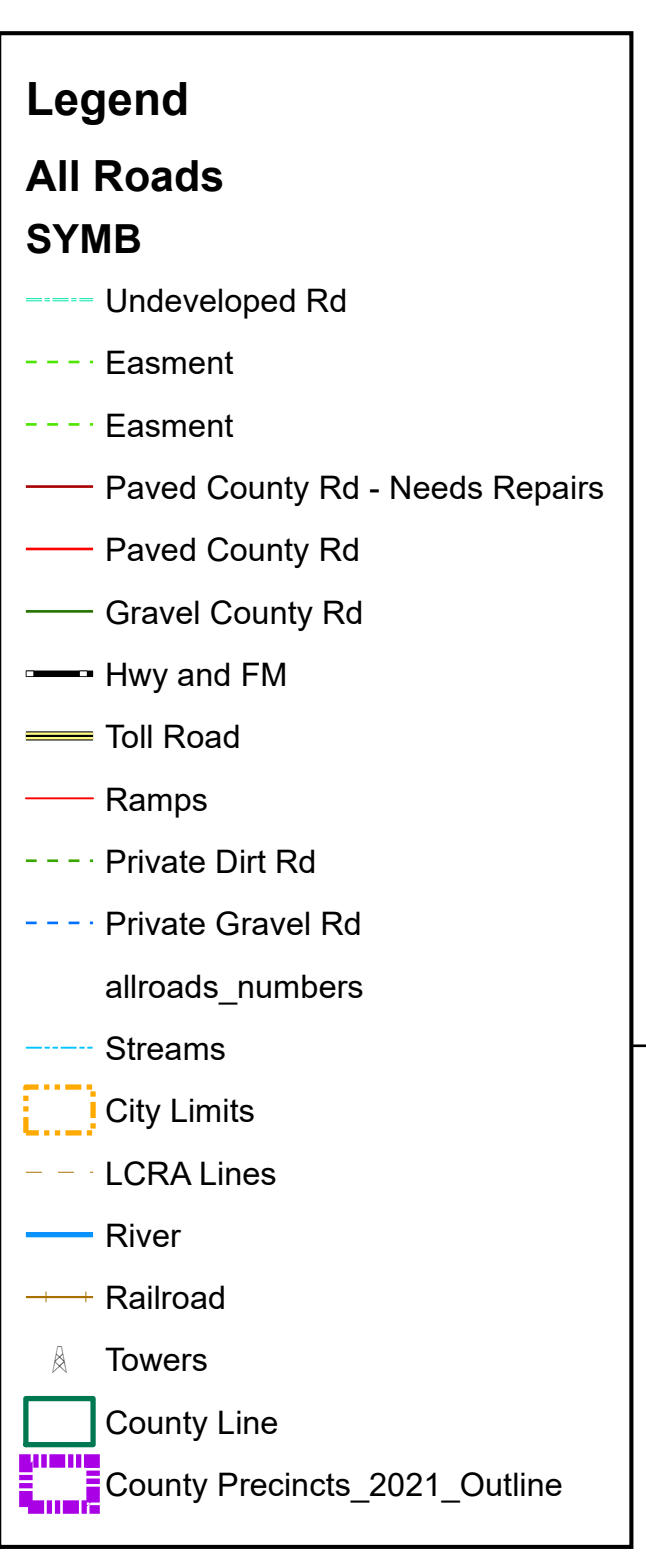 Legend
All Roads
SYMB
Undeveloped Rd
Easment
Easment
Paved County Rd - Needs Repairs
Paved County Rd
Gravel County Rd
Hwy and FM
Toll Road
Ramps
Private Dirt Rd
Private Gravel Rd
allroads_numbers
Streams
City Limits
LCRA Lines
River
Railroad
Towers
County Line
County Precincts_2021_Outline